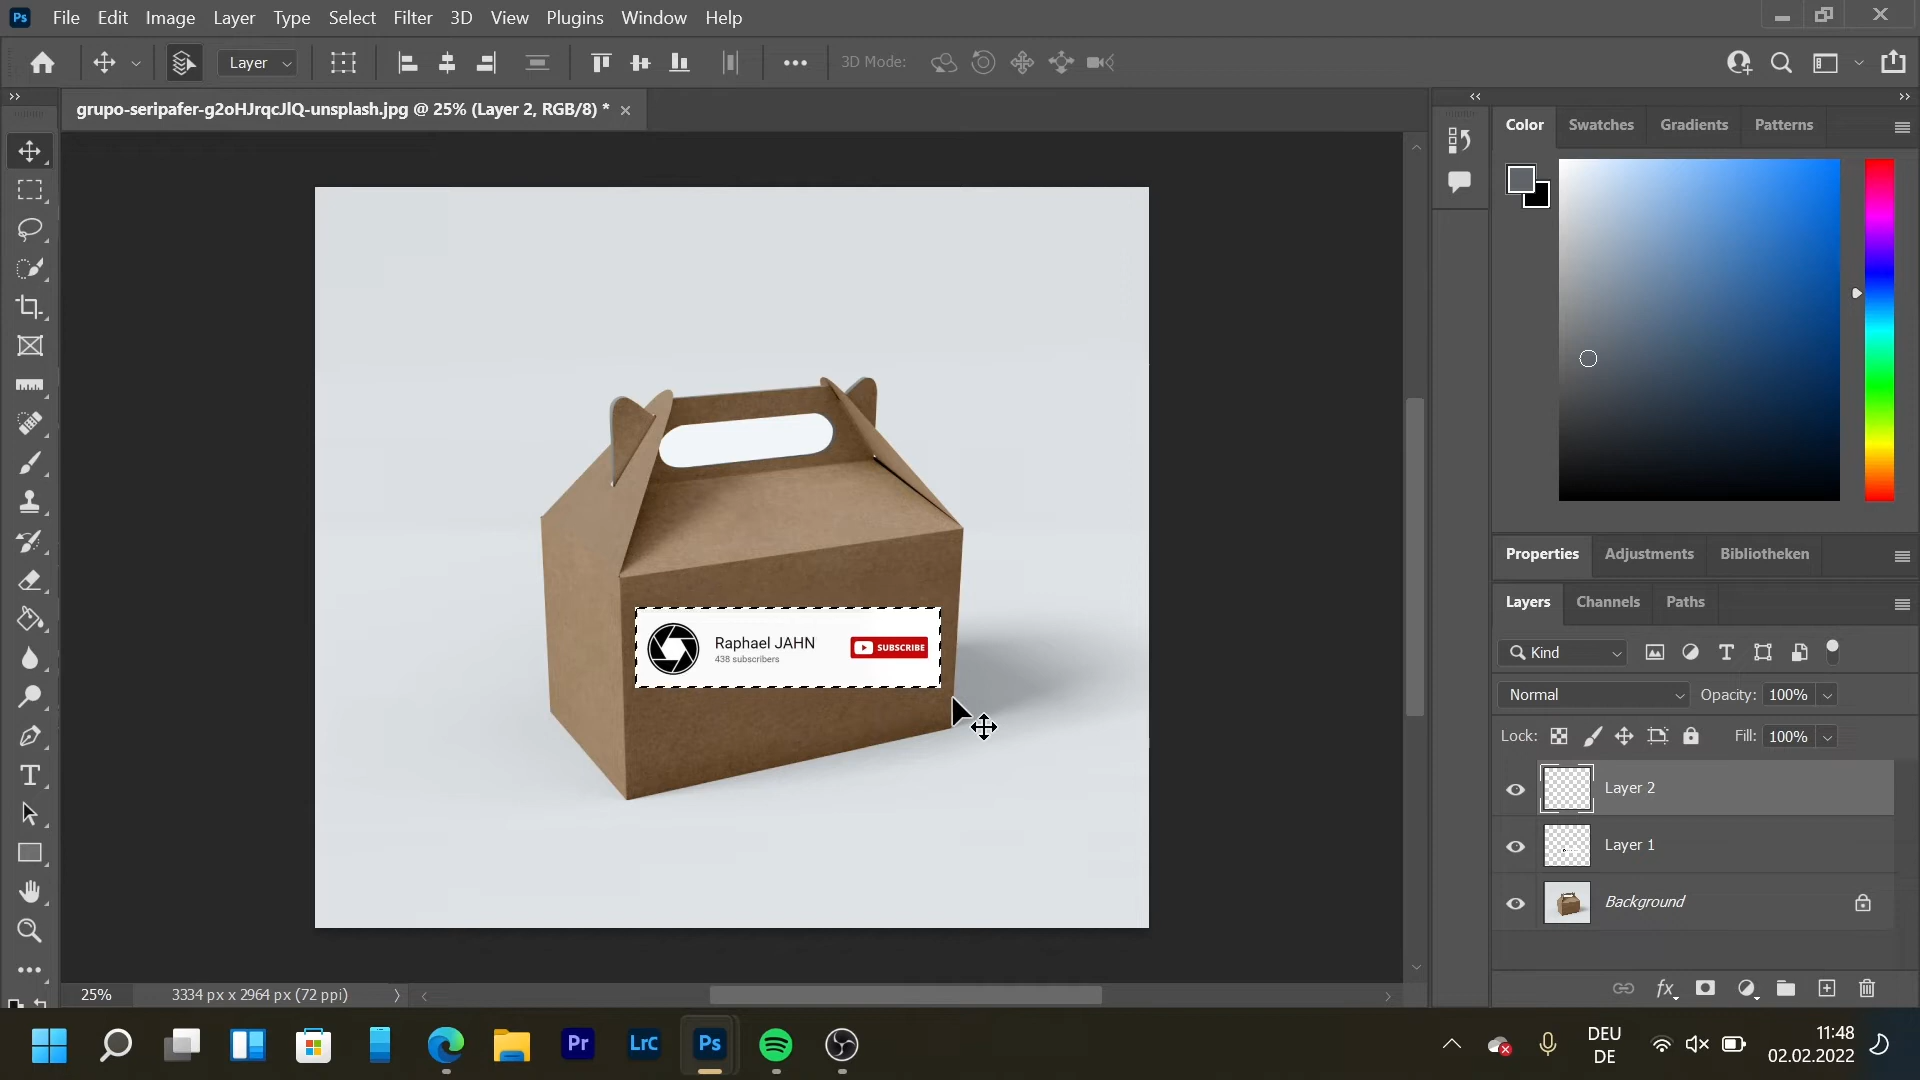 Ps File Edit Image Layer Type Select Filter 3D View Plugins Window Help
Layer 3D Mode:
grupo-seripafer-g2oHJrqcJlQ-unsplash.jpg @ 25% (Layer 2, RGB/8) *
Color Swatches Gradients Patterns
Raphael JAHN
438 subscribers
SUBSCRIBE
Properties Adjustments Bibliotheken
Layers Channels Paths
Kind
Normal Opacity: 100%
Lock: Fill: 100%
Layer 2
Layer 1
Background
fx
25% 3334 px x 2964 px (72 ppi)
Pr LrC Ps
DEU
DE
11:48
02.02.2022